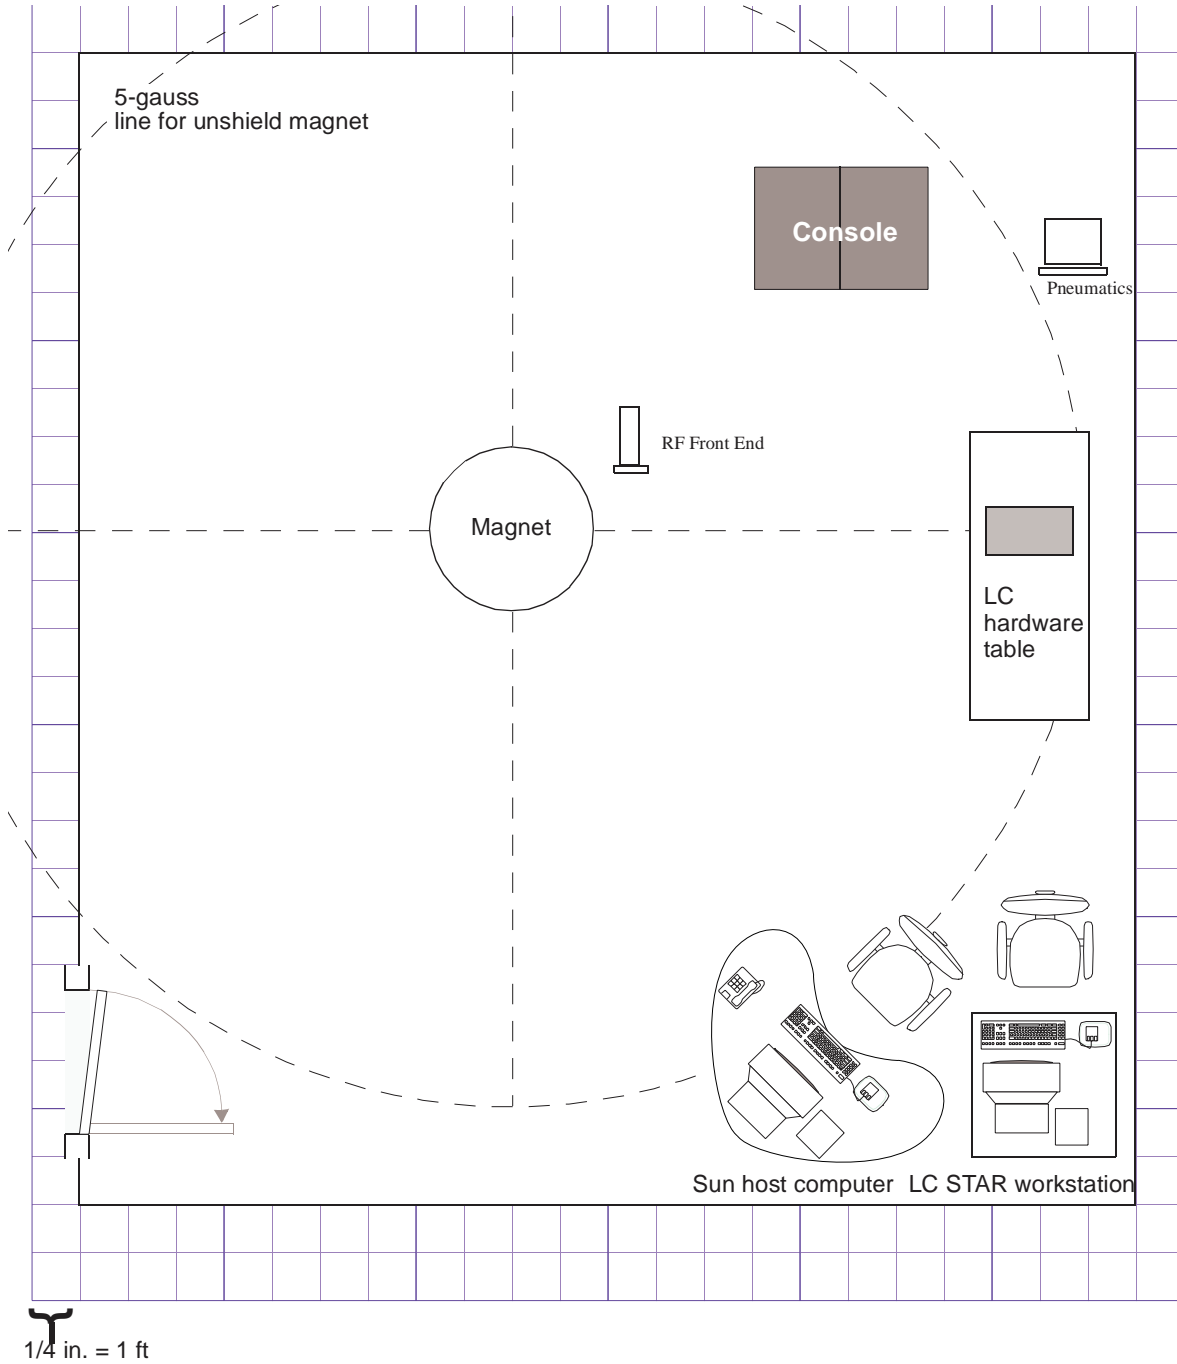 5-gauss
line for unshield magnet
Console
Pneumatics
RF Front End
Magnet
LC
hardware
table
Sun host computer
LC STAR workstation
1/4 in. = 1 ft